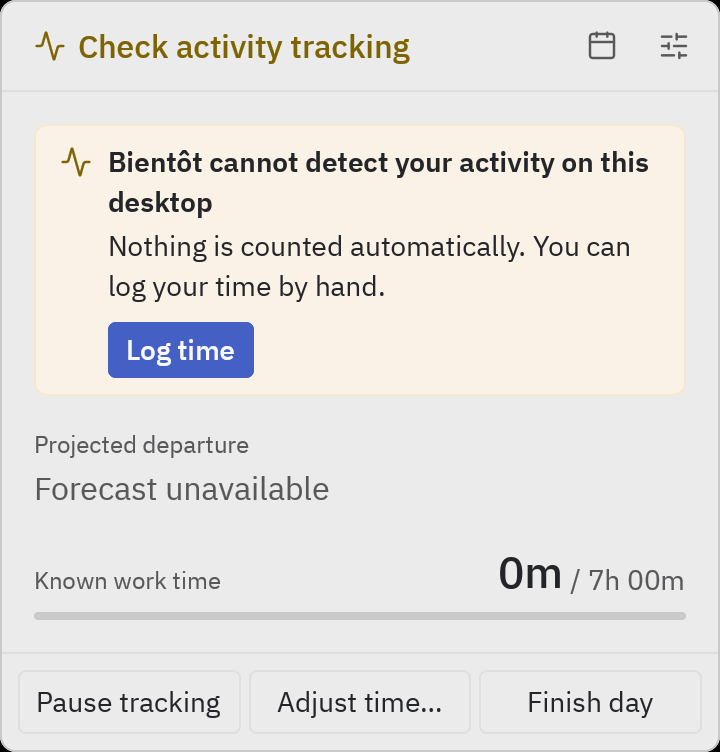 Check activity tracking
Bientôt cannot detect your activity on this
desktop
Nothing is counted automatically. You can
log your time by hand.
Log time
Projected departure
Forecast unavailable
Known work time 0m / 7h 00m
Pause tracking Adjust time... Finish day